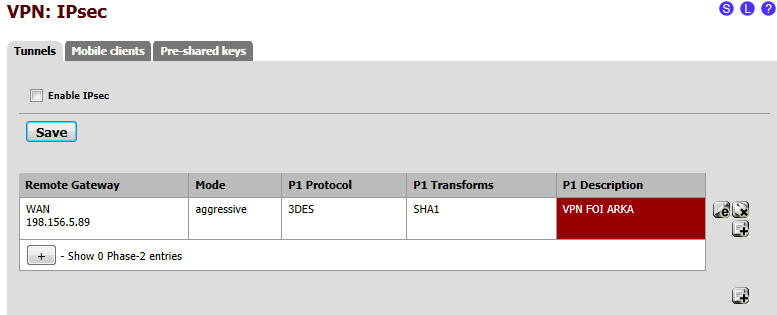 VPN: IPsec
S L ?
Tunnels Mobile clients Pre-shared keys
Enable IPsec
Save
Remote Gateway Mode P1 Protocol P1 Transforms P1 Description
WAN aggressive 3DES SHA1 VPN FOI ARKA
198.156.5.89
+ - Show 0 Phase-2 entries